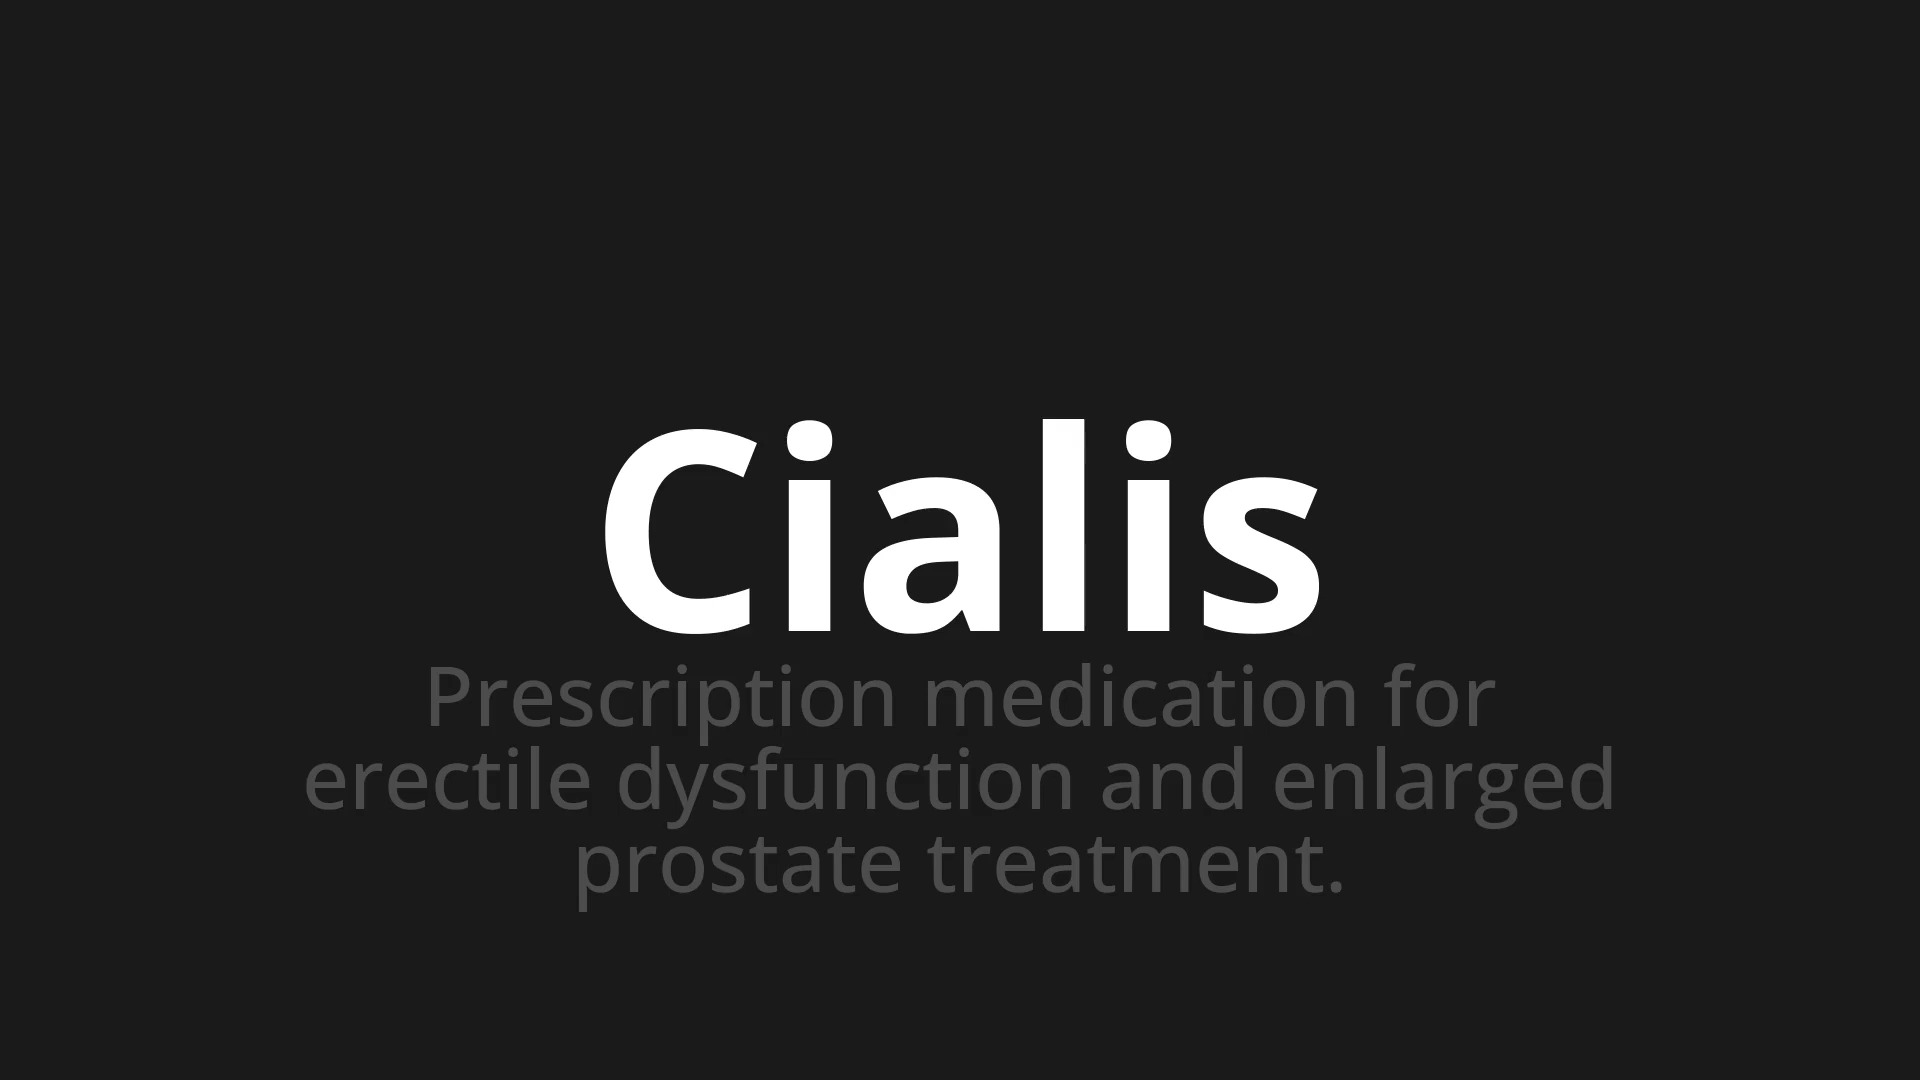 Cialis
Prescription medication for
erectile dysfunction and enlarged
prostate treatment.